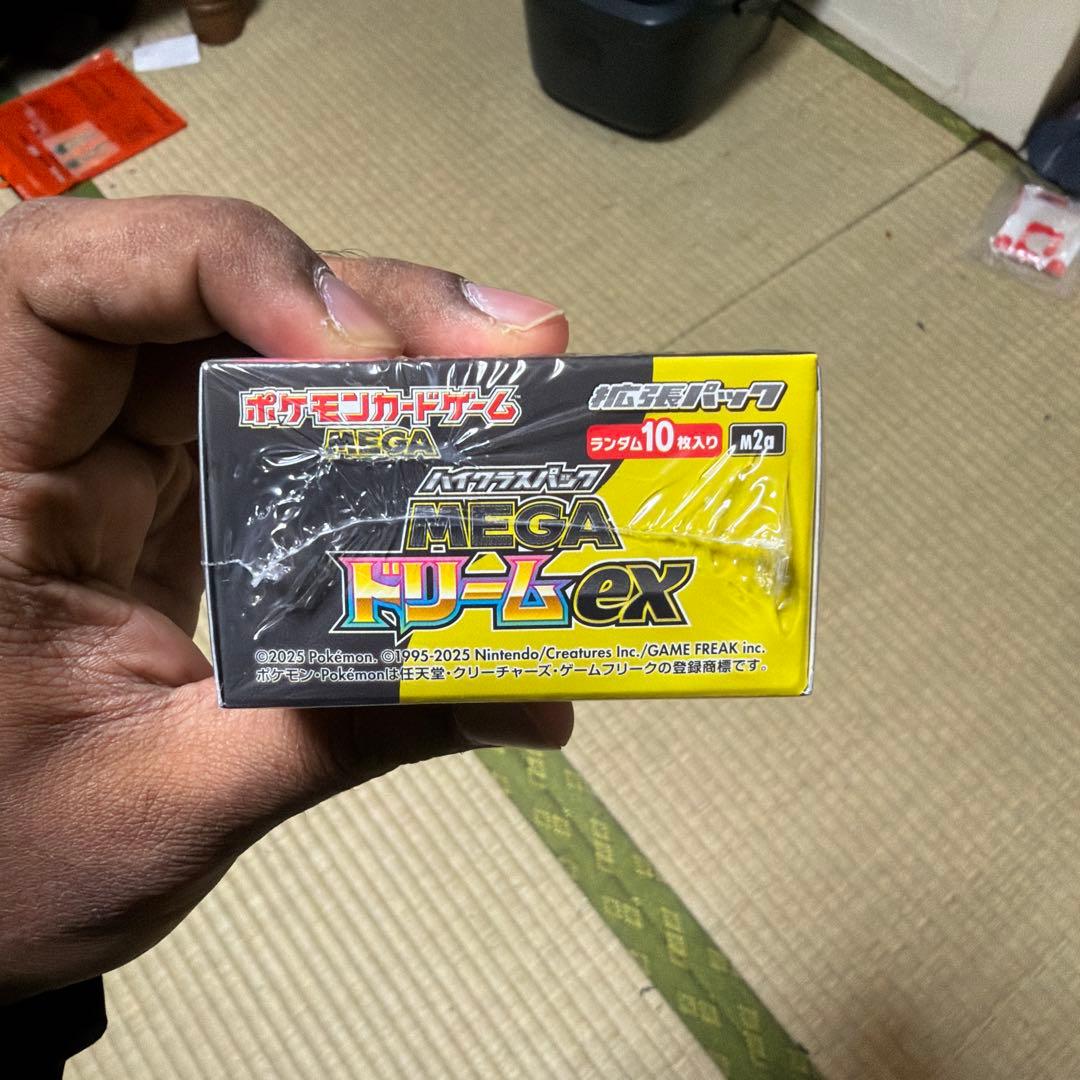 ポケモンカードゲーム
MEGA
拡張パック
ランダム10枚入り
M2a
ハイクラスパック
MEGA
ドリームex
©2025 Pokémon. ©1995-2025 Nintendo/Creatures Inc./GAME FREAK inc.
ポケモン・Pokémonは任天堂・クリーチャーズ・ゲームフリークの登録商標です。